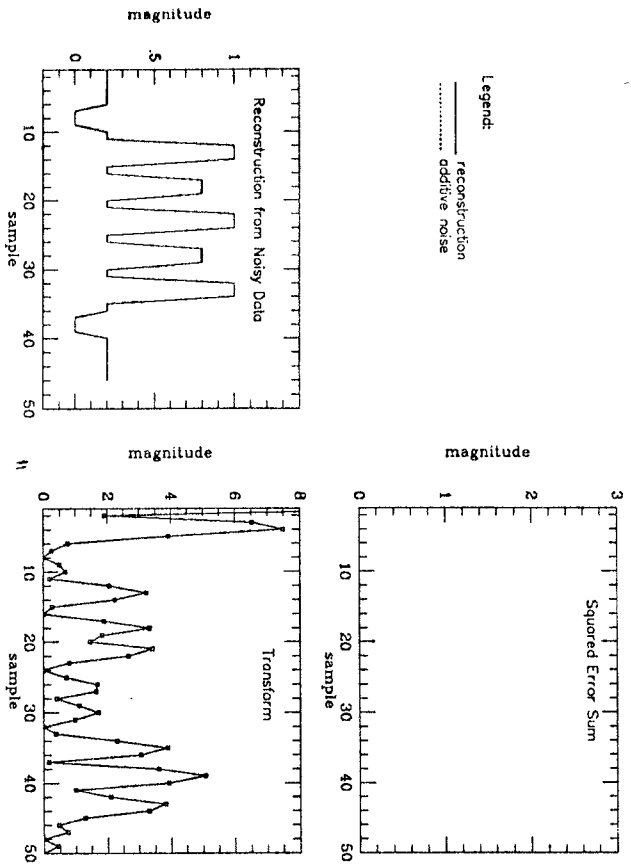 Legend:
reconstruction
additive noise
Squared Error Sum
magnitude
3
2
1
0
10 20 30 40 50
sample
Reconstruction from Noisy Data
magnitude
1
.5
0
10 20 30 40 50
sample
Transform
magnitude
8
6
4
2
0
10 20 30 40 50
sample